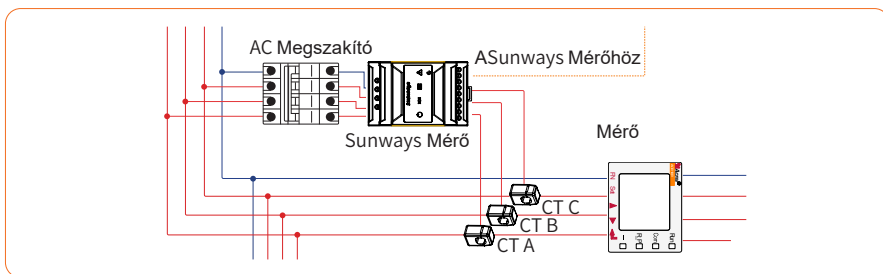 AC Megszakító
ASunways Mérőhöz
Sunways Mérő
Mérő
CT C
CT B
CT A